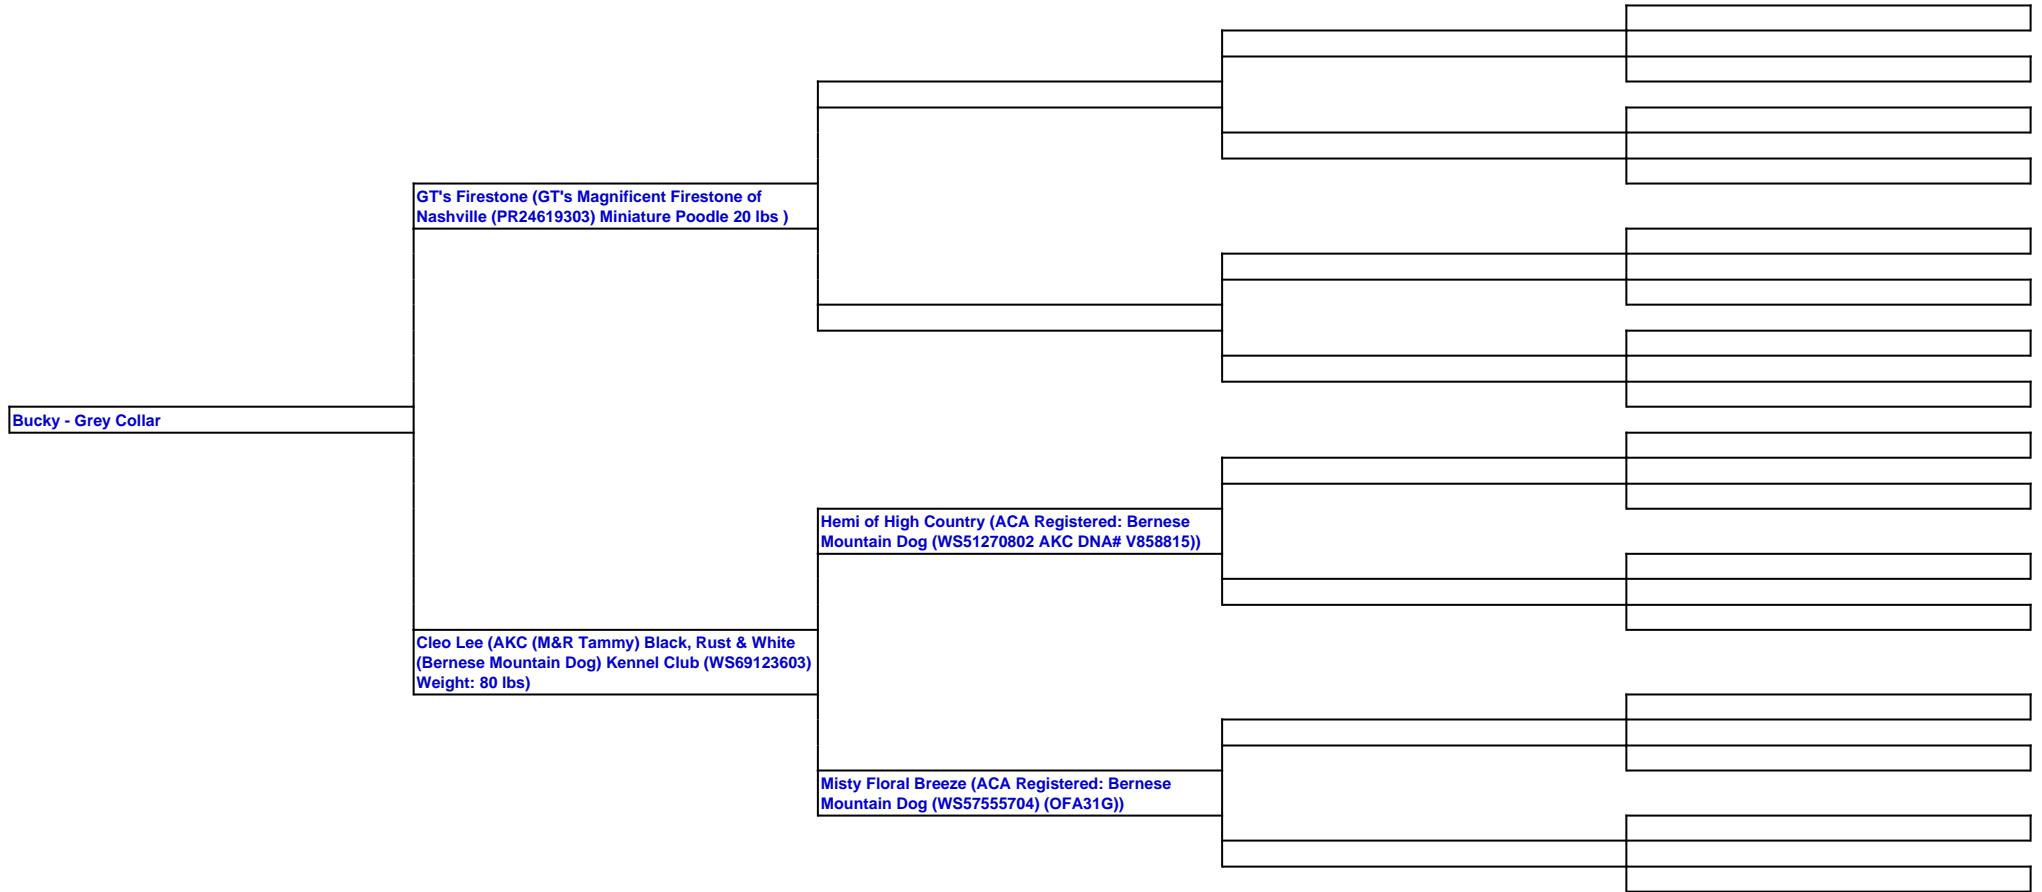 GT's Firestone (GT's Magnificent Firestone of
Nashville (PR24619303) Miniature Poodle 20 lbs )
Bucky - Grey Collar
Hemi of High Country (ACA Registered: Bernese
Mountain Dog (WS51270802 AKC DNA# V858815))
Cleo Lee (AKC (M&R Tammy) Black, Rust & White
(Bernese Mountain Dog) Kennel Club (WS69123603)
Weight: 80 lbs)
Misty Floral Breeze (ACA Registered: Bernese
Mountain Dog (WS57555704) (OFA31G))